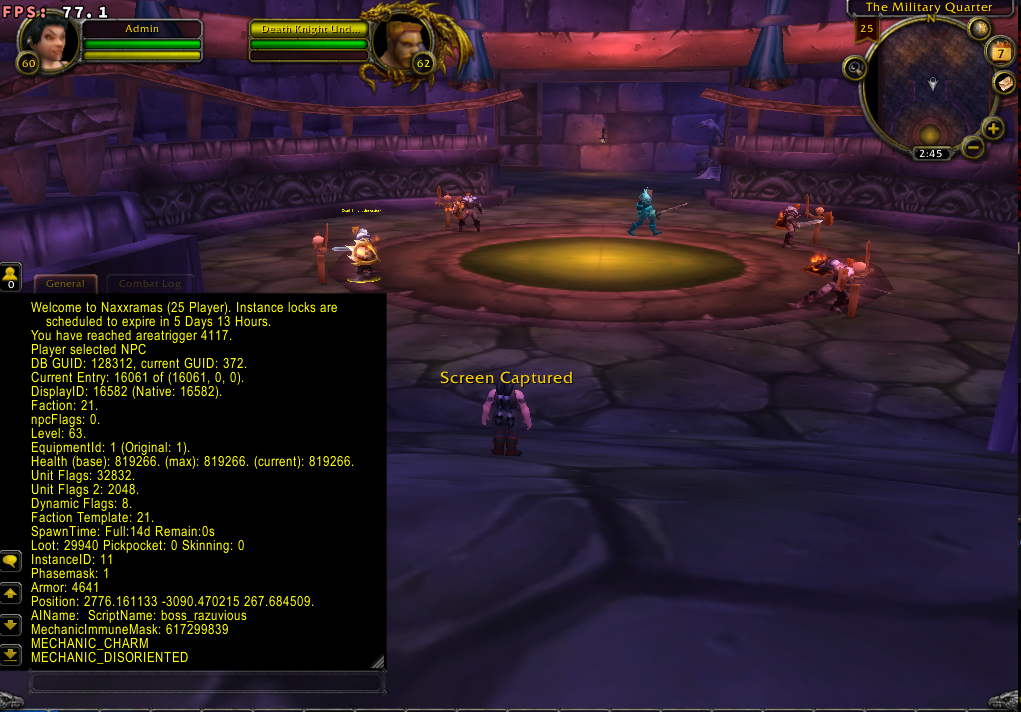 FPS: 77.1
Admin
60
Death Knight Und...
62
The Military Quarter
N
25
7
2:45
0
General
Combat Log
Welcome to Naxxramas (25 Player). Instance locks are
scheduled to expire in 5 Days 13 Hours.
You have reached areatrigger 4117.
Player selected NPC
DB GUID: 128312, current GUID: 372.
Current Entry: 16061 of (16061, 0, 0).
DisplayID: 16582 (Native: 16582).
Faction: 21.
npcFlags: 0.
Level: 63.
EquipmentId: 1 (Original: 1).
Health (base): 819266. (max): 819266. (current): 819266.
Unit Flags: 32832.
Unit Flags 2: 2048.
Dynamic Flags: 8.
Faction Template: 21.
SpawnTime: Full:14d Remain:0s
Loot: 29940 Pickpocket: 0 Skinning: 0
InstanceID: 11
Phasemask: 1
Armor: 4641
Position: 2776.161133 -3090.470215 267.684509.
AIName: ScriptName: boss_razuvious
MechanicImmuneMask: 617299839
MECHANIC_CHARM
MECHANIC_DISORIENTED
Screen Captured